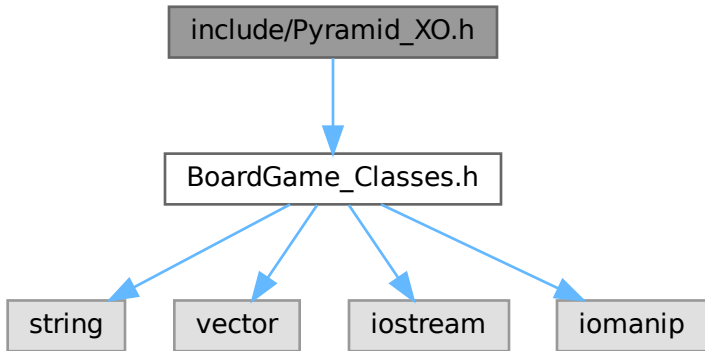 include/Pyramid_XO.h
BoardGame_Classes.h
string
vector
iostream
iomanip